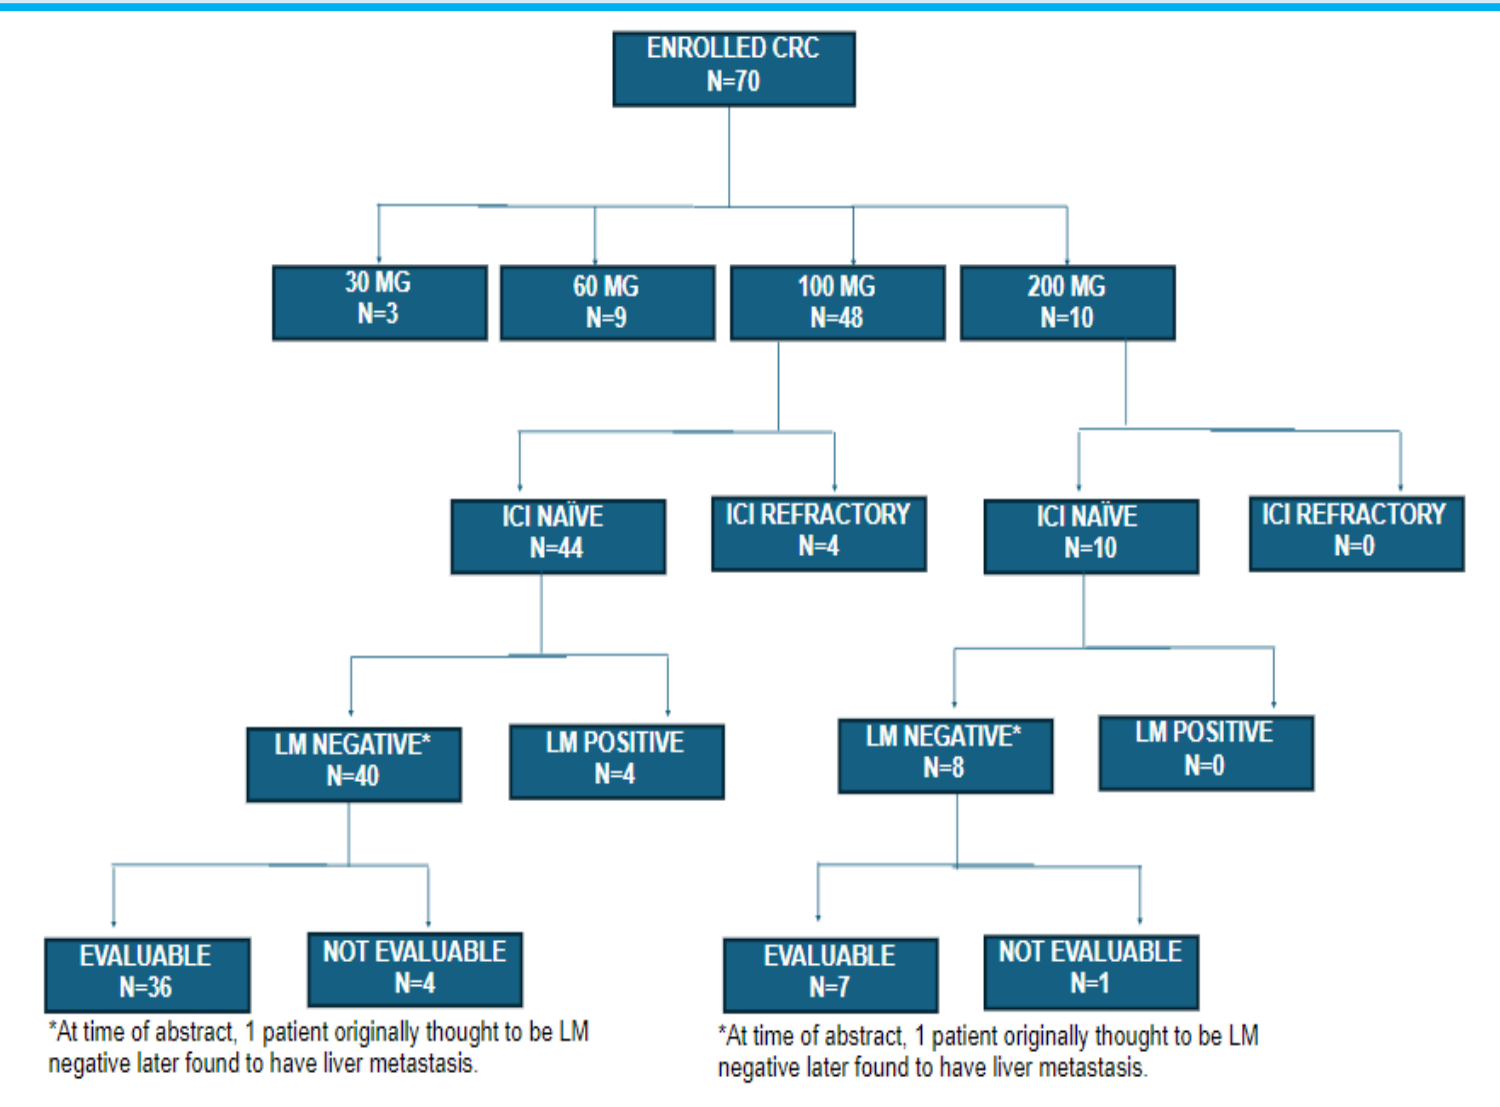 ENROLLED CRC
N=70
30 MG
N=3
60 MG
N=9
100 MG
N=48
200 MG
N=10
ICI NAÏVE
N=44
ICI REFRACTORY
N=4
ICI NAÏVE
N=10
ICI REFRACTORY
N=0
LM NEGATIVE*
N=40
LM POSITIVE
N=4
LM NEGATIVE*
N=8
LM POSITIVE
N=0
EVALUABLE
N=36
NOT EVALUABLE
N=4
EVALUABLE
N=7
NOT EVALUABLE
N=1
*At time of abstract, 1 patient originally thought to be LM
negative later found to have liver metastasis.
*At time of abstract, 1 patient originally thought to be LM
negative later found to have liver metastasis.